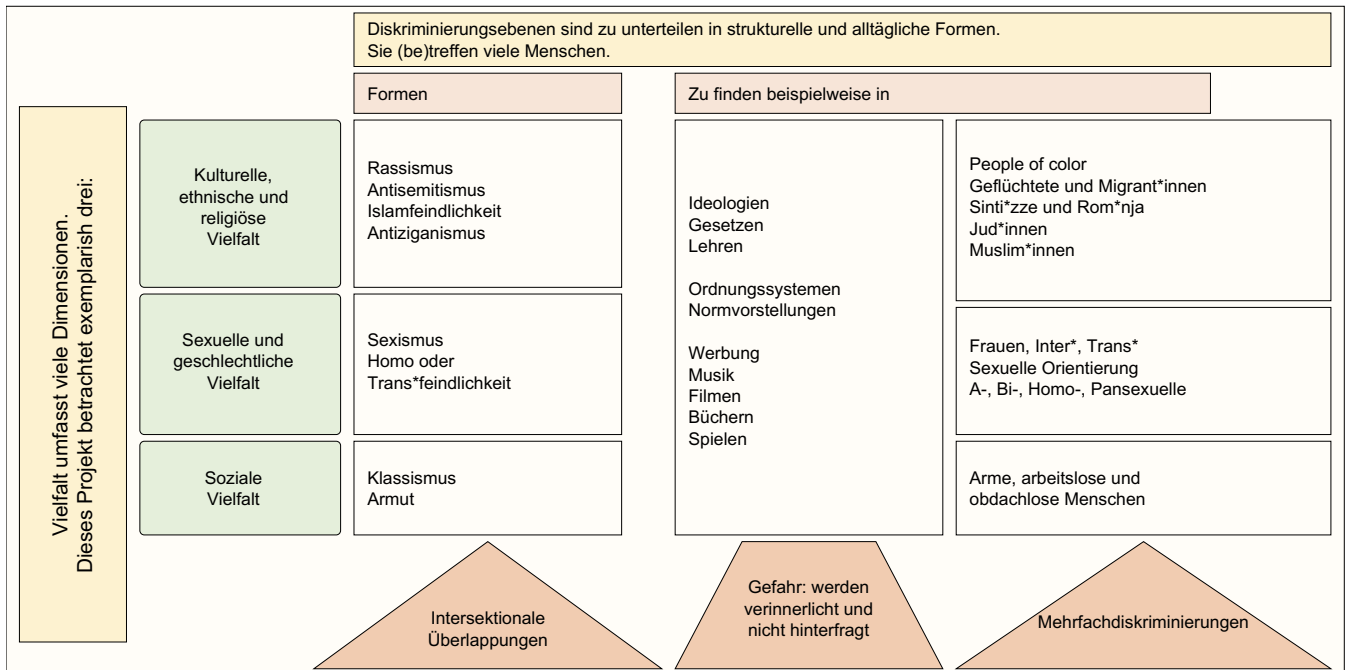 Diskriminierungsebenen sind zu unterteilen in strukturelle und alltägliche Formen.
Sie (be)treffen viele Menschen.
Formen
Zu finden beispielweise in
Vielfalt umfasst viele Dimensionen.
Dieses Projekt betrachtet exemplarish drei:
Kulturelle,
ethnische und
religiöse
Vielfalt
Rassismus
Antisemitismus
Islamfeindlichkeit
Antiziganismus
Ideologien
Gesetzen
Lehren
Ordnungssystemen
Normvorstellungen
Werbung
Musik
Filmen
Büchern
Spielen
People of color
Geflüchtete und Migrant*innen
Sinti*zze und Rom*nja
Jud*innen
Muslim*innen
Sexuelle und
geschlechtliche
Vielfalt
Sexismus
Homo oder
Trans*feindlichkeit
Frauen, Inter*, Trans*
Sexuelle Orientierung
A-, Bi-, Homo-, Pansexuelle
Soziale
Vielfalt
Klassismus
Armut
Arme, arbeitslose und
obdachlose Menschen
Intersektionale
Überlappungen
Gefahr: werden
verinnerlicht und
nicht hinterfragt
Mehrfachdiskriminierungen